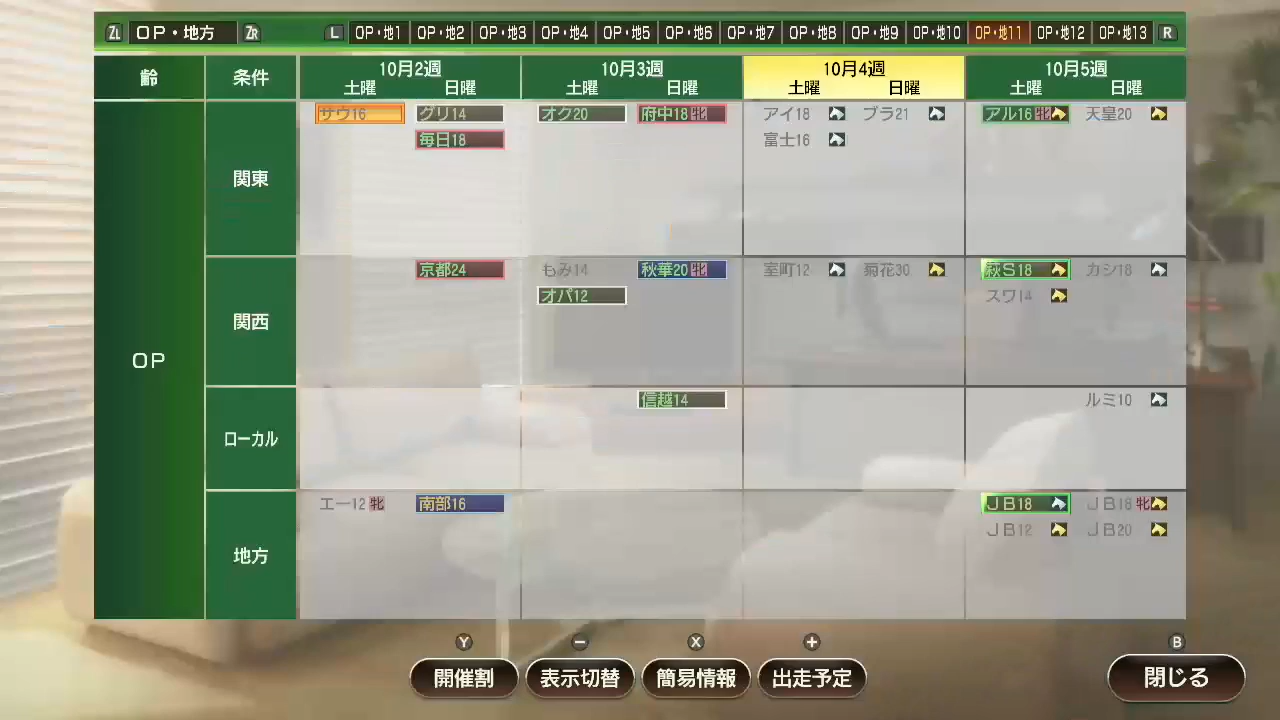 ZL OP・地方 ZR L OP・地1 OP・地2 OP・地3 OP・地4 OP・地5 OP・地6 OP・地7 OP・地8 OP・地9 OP・地10 OP・地11 OP・地12 OP・地13 R
齢 条件 10月2週 10月3週 10月4週 10月5週
土曜 日曜 土曜 日曜 土曜 日曜 土曜 日曜
OP
関東
サウ16 グリ14 オク20 府中18牝 アイ18 ブラ21 アル16牝 天皇20
毎日18 富士16
関西
京都24 もみ14 秋華20牝 室町12 菊花30 萩S18 カシ18
オパ12 スワ14
ローカル
信越14 ルミ10
地方
エー12牝 南部16 JB18 JB18牝
JB12 JB20
Y − X + B
開催割 表示切替 簡易情報 出走予定 閉じる